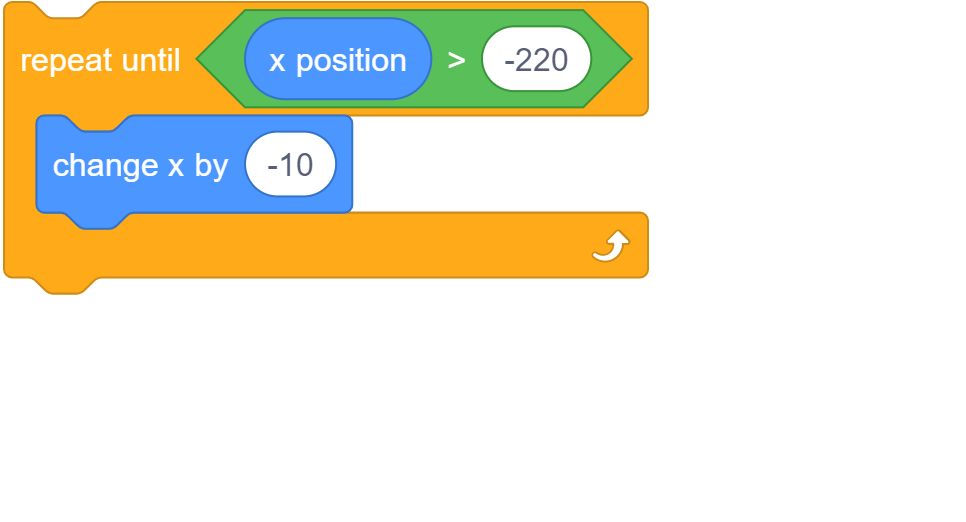 repeat until x position > -220
change x by -10